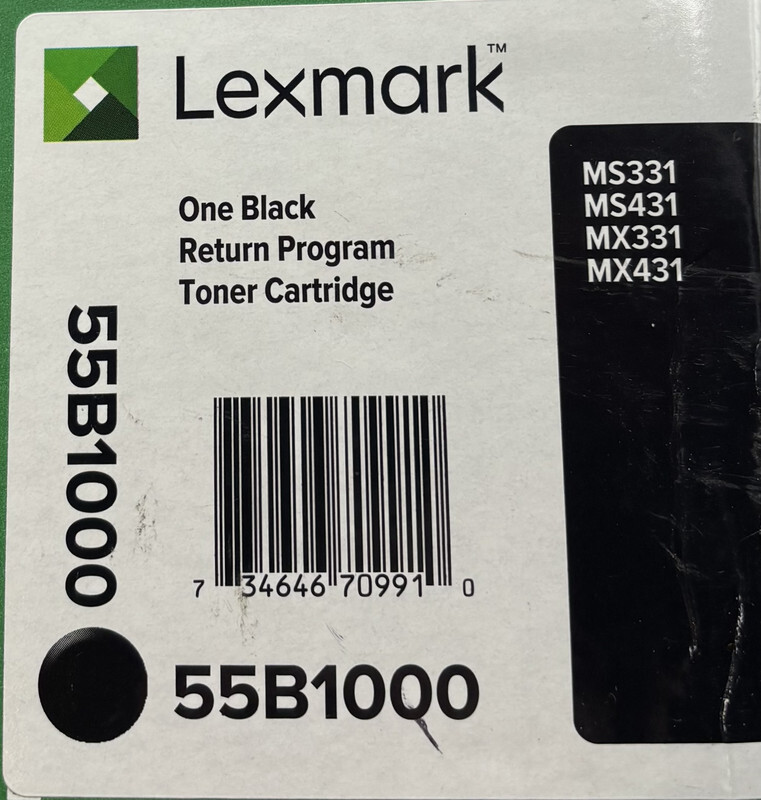 Lexmark™
MS331
MS431
MX331
MX431
One Black
Return Program
Toner Cartridge
55B1000
7 34646 70991 0
55B1000